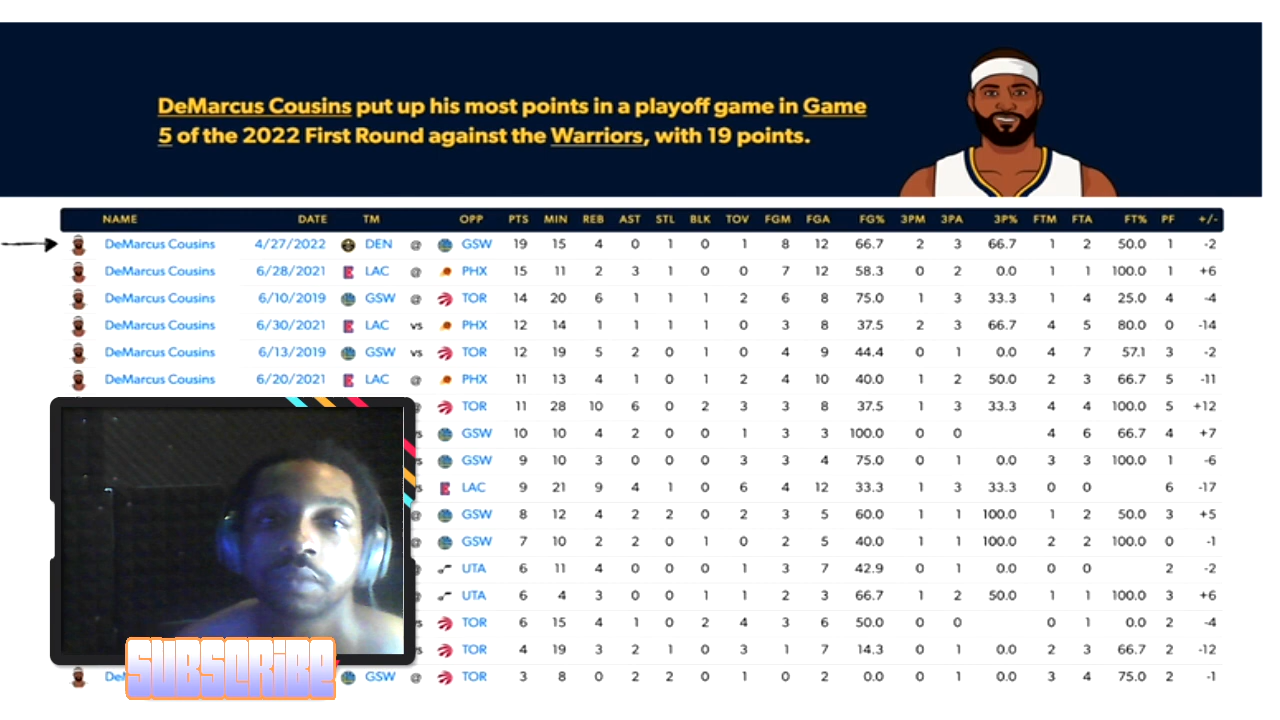 DeMarcus Cousins put up his most points in a playoff game in Game
5 of the 2022 First Round against the Warriors, with 19 points.
NAME DATE TM OPP PTS MIN REB AST STL BLK TOV FGM FGA FG% 3PM 3PA 3P% FTM FTA FT% PF +/-
DeMarcus Cousins 4/27/2022 DEN @ GSW 19 15 4 0 1 0 1 8 12 66.7 2 3 66.7 1 2 50.0 1 -2
DeMarcus Cousins 6/28/2021 LAC @ PHX 15 11 2 3 1 0 0 7 12 58.3 0 2 0.0 1 1 100.0 1 +6
DeMarcus Cousins 6/10/2019 GSW @ TOR 14 20 6 1 1 1 2 6 8 75.0 1 3 33.3 1 4 25.0 4 -4
DeMarcus Cousins 6/30/2021 LAC vs PHX 12 14 1 1 1 1 0 3 8 37.5 2 3 66.7 4 5 80.0 0 -14
DeMarcus Cousins 6/13/2019 GSW vs TOR 12 19 5 2 0 1 0 4 9 44.4 0 1 0.0 4 7 57.1 3 -2
DeMarcus Cousins 6/20/2021 LAC @ PHX 11 13 4 1 0 1 2 4 10 40.0 1 2 50.0 2 3 66.7 5 -11
TOR 11 28 10 6 0 2 3 3 8 37.5 1 3 33.3 4 4 100.0 5 +12
GSW 10 10 4 2 0 0 1 3 3 100.0 0 0 4 6 66.7 4 +7
GSW 9 10 3 0 0 0 3 3 4 75.0 0 1 0.0 3 3 100.0 1 -6
LAC 9 21 9 4 1 0 6 4 12 33.3 1 3 33.3 0 0 6 -17
@ GSW 8 12 4 2 2 0 2 3 5 60.0 1 1 100.0 1 2 50.0 3 +5
@ GSW 7 10 2 2 0 1 0 2 5 40.0 1 1 100.0 2 2 100.0 0 -1
@ UTA 6 11 4 0 0 0 1 3 7 42.9 0 1 0.0 0 0 2 -2
@ UTA 6 4 3 0 0 1 1 2 3 66.7 1 2 50.0 1 1 100.0 3 +6
TOR 6 15 4 1 0 2 4 3 6 50.0 0 0 0 1 0.0 2 -4
TOR 4 19 3 2 1 0 3 1 7 14.3 0 1 0.0 2 3 66.7 2 -12
GSW @ TOR 3 8 0 2 2 0 1 0 2 0.0 0 1 0.0 3 4 75.0 2 -1
SUBSCRIBE